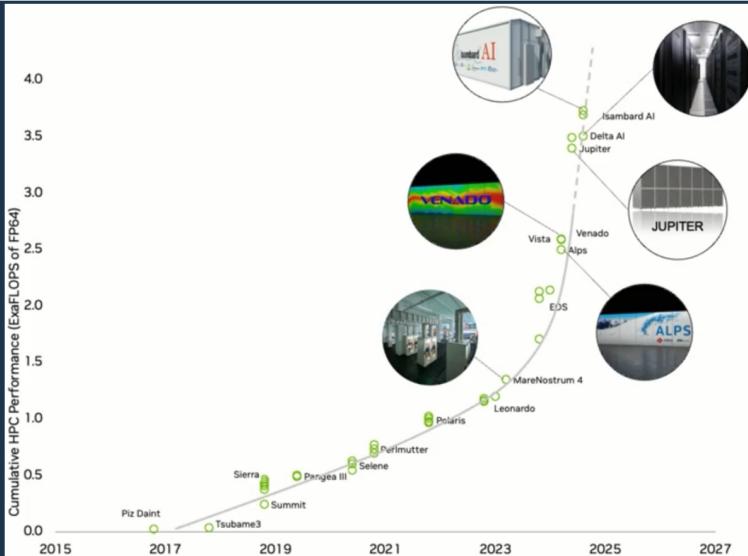 Cumulative HPC Performance (ExaFLOPS of FP64)
4.0
3.5
3.0
2.5
2.0
1.5
1.0
0.5
0.0
2015
2017
2019
2021
2023
2025
2027
Piz Daint
Tsubame3
Summit
Sierra
Pangea III
Selene
Perlmutter
Polaris
Leonardo
MareNostrum 4
EOS
Alps
Vista
Venado
Jupiter
Delta AI
Isambard AI
AI
VENADO
JUPITER
ALPS